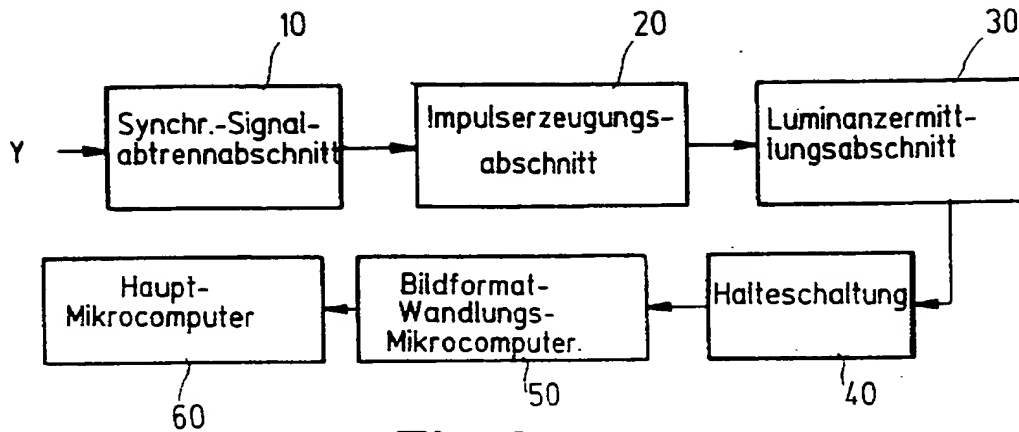 10
20
30
Y
Synchr.-Signal-
abtrennabschnitt
Impulserzeugungs-
abschnitt
Luminanzermitt-
lungsabschnitt
Haupt-
Mikrocomputer
Bildformat-
Wandlungs-
Mikrocomputer.
Halteschaltung
60
50
40